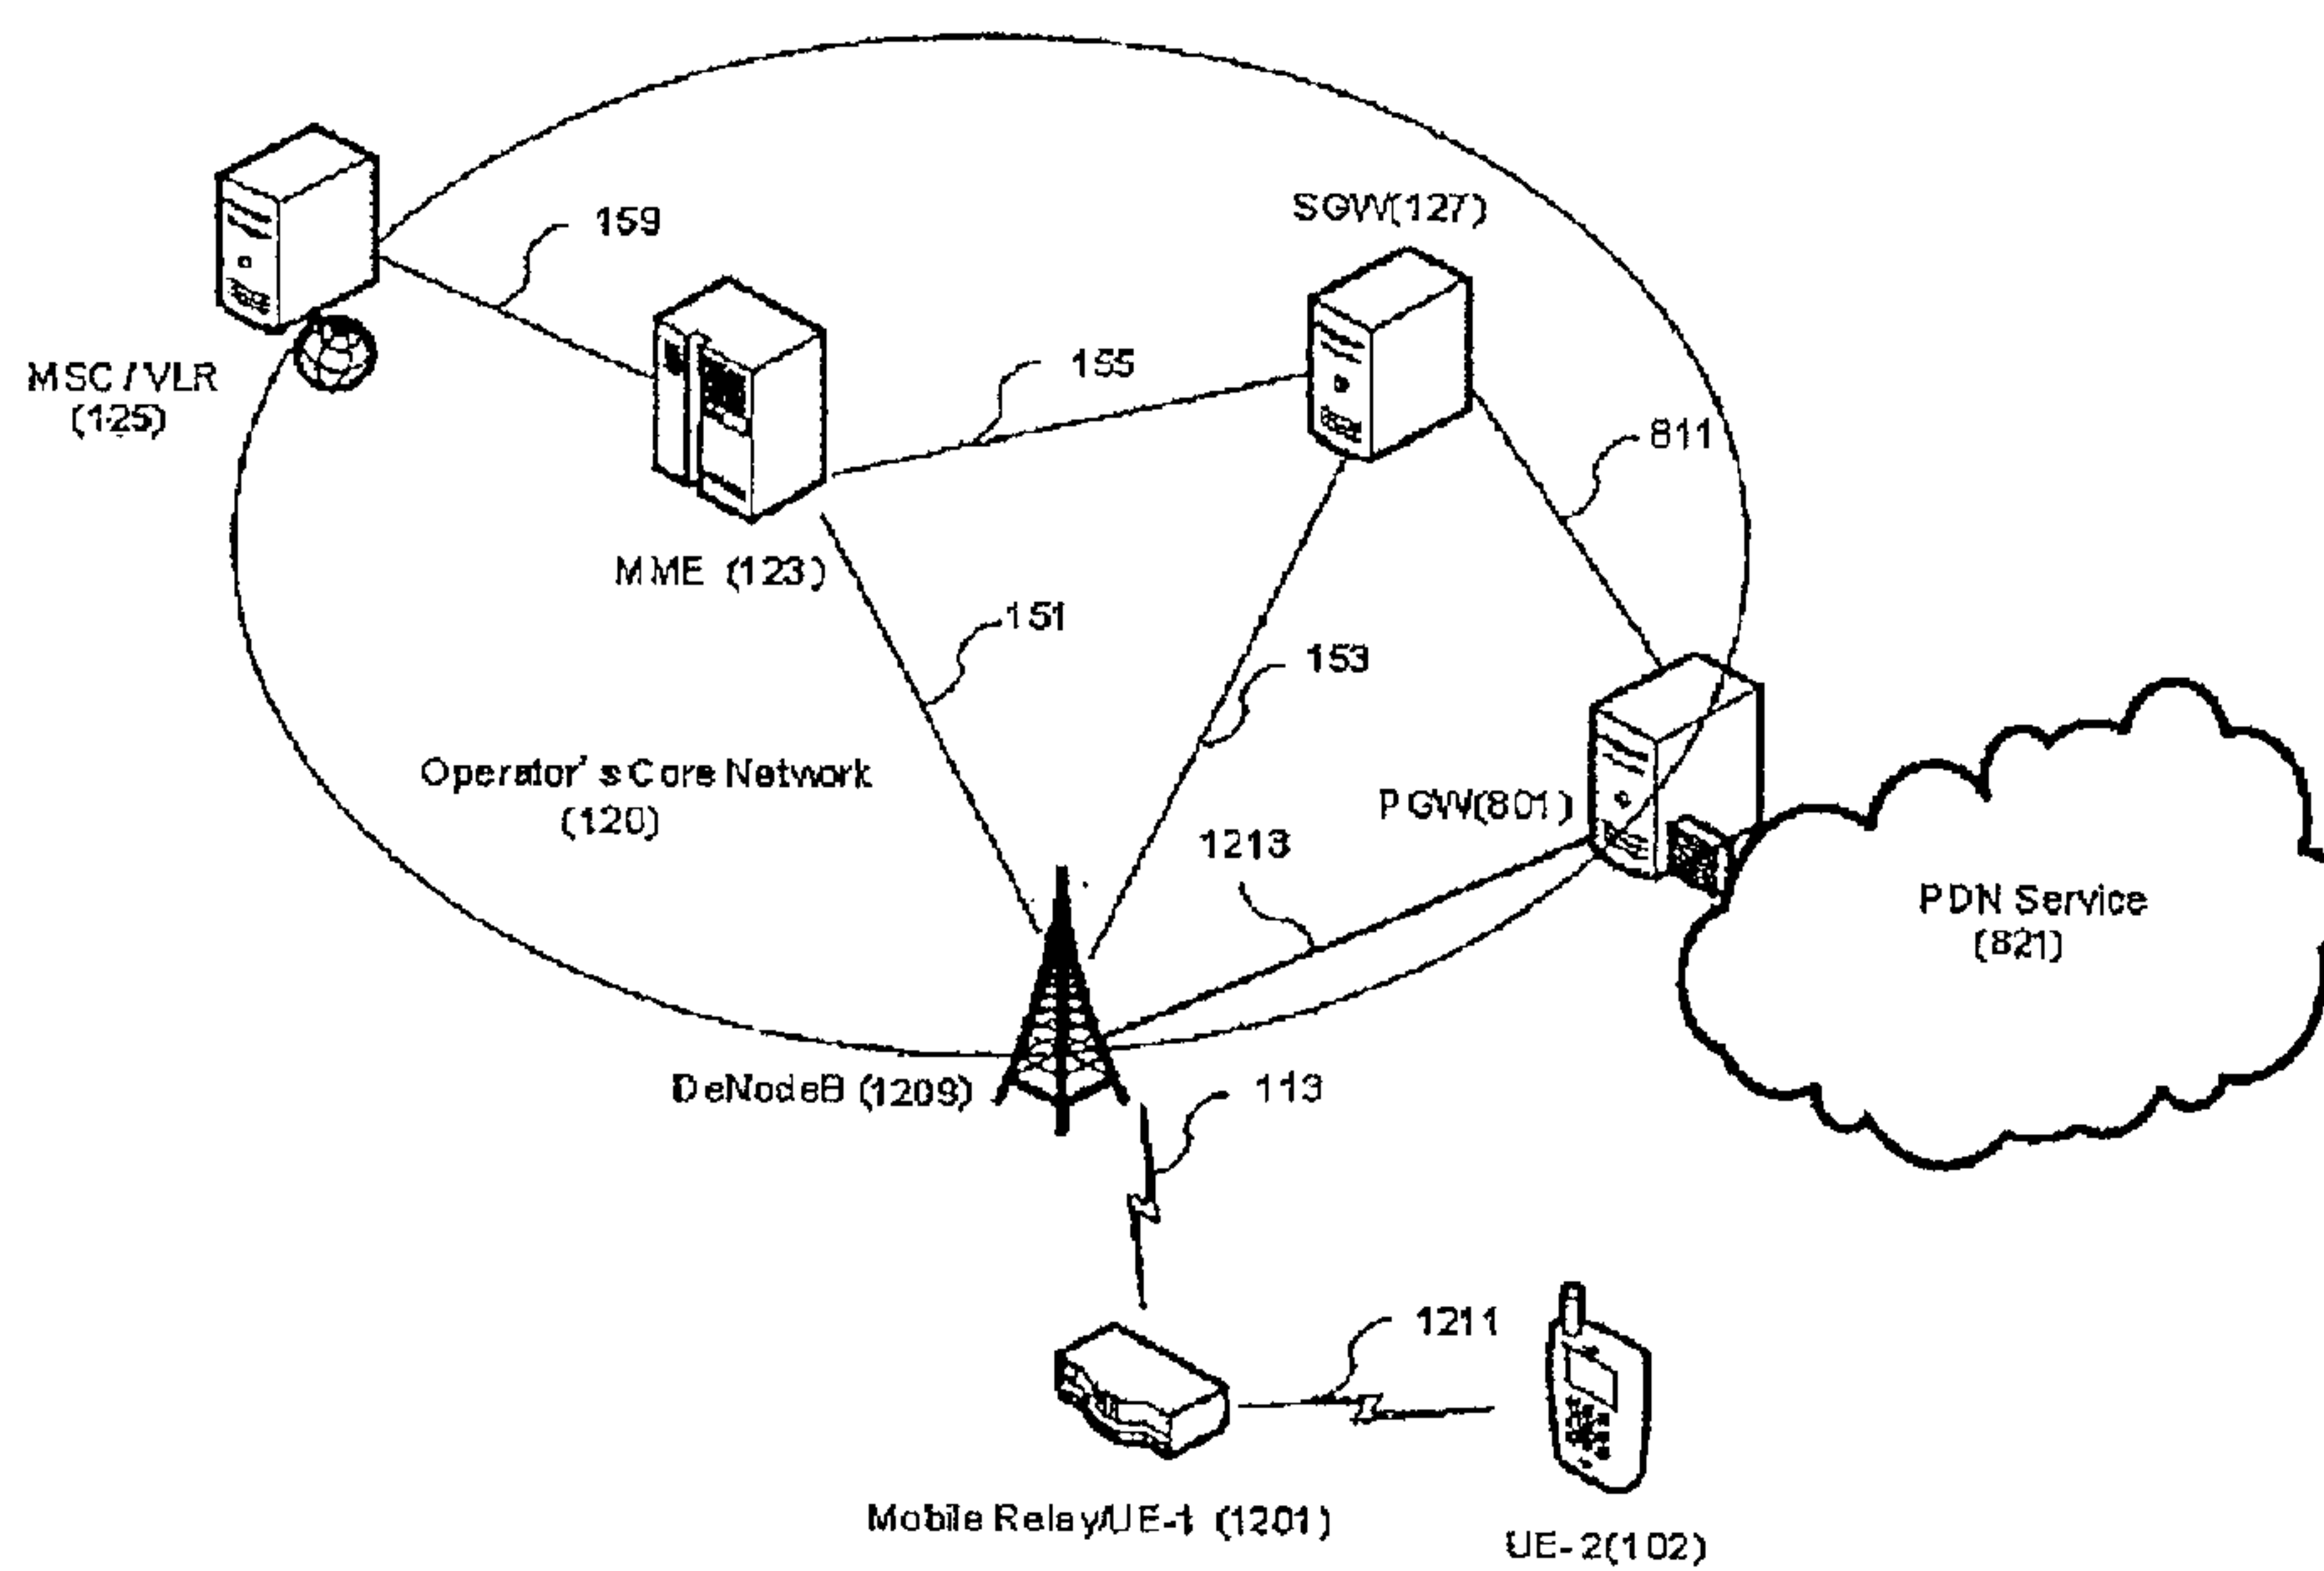 159
SGW(127)
MSC / VLR
(125)
155
811
MME (123)
151
153
Operator's Core Network
(120)
PGW(801)
1213
PDN Service
(821)
DeNodeB (1209)
113
1211
Mobile Relay/UE-1 (1201)
UE-2(102)